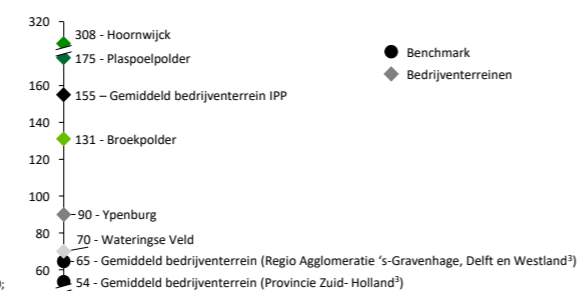 320
308 - Hoornwijck
175 - Plaspoelpolder
Benchmark
Bedrijventerreinen
160
155 – Gemiddeld bedrijventerrein IPP
140
131 - Broekpolder
120
100
90 - Ypenburg
80
70 - Wateringse Veld
65 - Gemiddeld bedrijventerrein (Regio Agglomeratie ‘s-Gravenhage, Delft en Westland³)
60
54 - Gemiddeld bedrijventerrein (Provincie Zuid- Holland³)